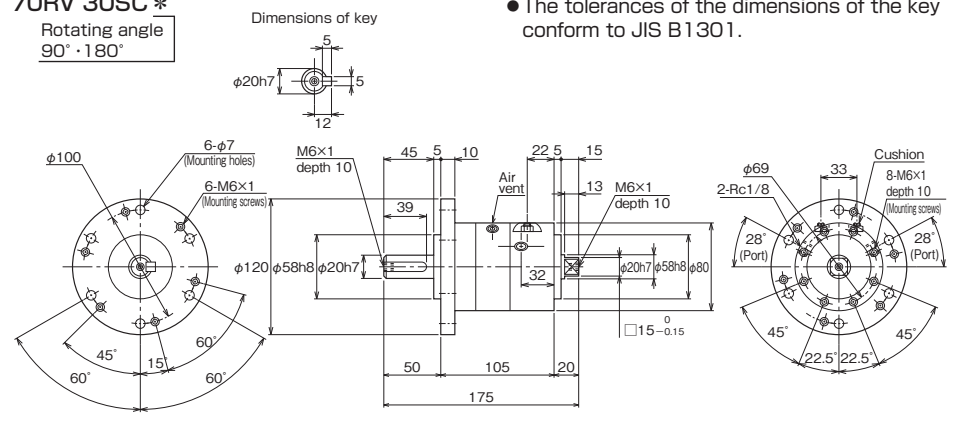 70RV 30SC*
Rotating angle
90°·180°
Dimensions of key
●The tolerances of the dimensions of the key
conform to JIS B1301.
5
φ20h7
5
12
φ100
6-φ7
(Mounting holes)
6-M6×1
(Mounting screws)
45°
15°
60°
60°
60°
M6×1
depth 10
45
5
10
22
5
15
39
Air
vent
13
M6×1
depth 10
φ120
φ58h8
φ20h7
32
φ20h7
φ58h8
φ80
□15 0 -0.15
50
105
20
175
φ69
33
Cushion
2-Rc1/8
8-M6×1
depth 10
(Mounting screws)
28°
(Port)
28°
(Port)
45°
45°
22.5°
22.5°